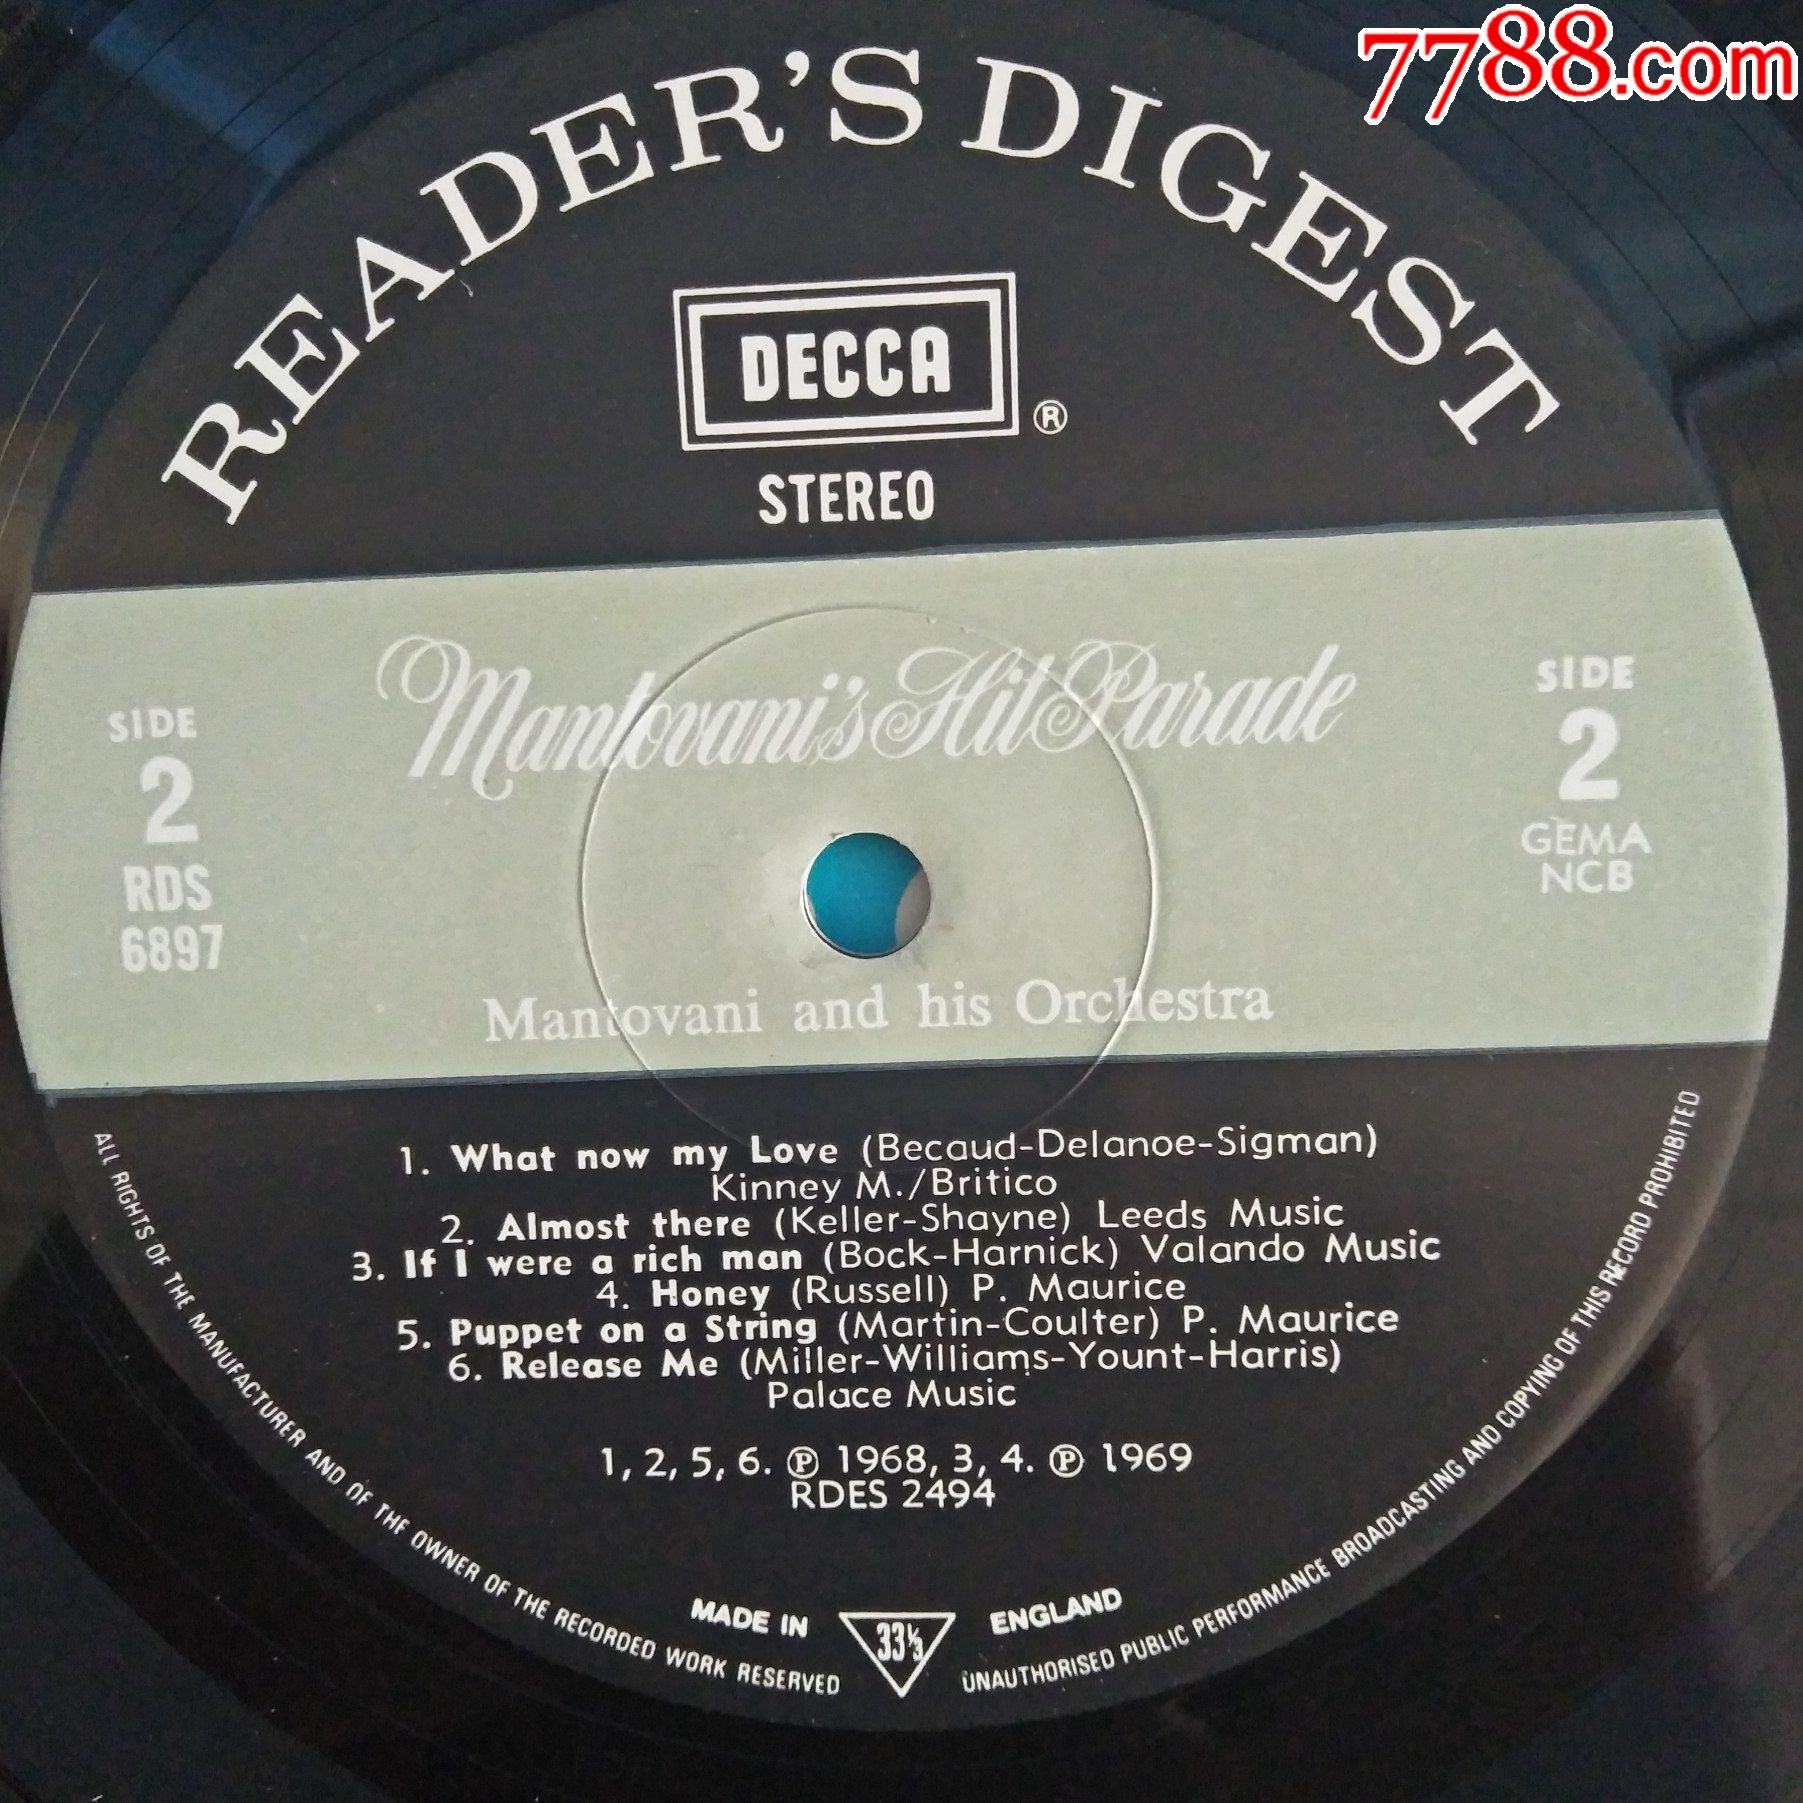 7788.com
READER'S DIGEST
DECCA
®
STEREO
Mantovani's Hit Parade
SIDE
2
RDS
6897
SIDE
2
GEMA
NCB
Mantovani and his Orchestra
1. What now my Love (Becaud-Delanoe-Sigman)
Kinney M./Britico
2. Almost there (Keller-Shayne) Leeds Music
3. If I were a rich man (Bock-Harnick) Valando Music
4. Honey (Russell) P. Maurice
5. Puppet on a String (Martin-Coulter) P. Maurice
6. Release Me (Miller-Williams-Yount-Harris)
Palace Music
1, 2, 5, 6. ℗ 1968, 3, 4. ℗ 1969
RDES 2494
MADE IN 33⅓ ENGLAND
ALL RIGHTS OF THE MANUFACTURER AND OF THE OWNER OF THE RECORDED WORK RESERVED
UNAUTHORISED PUBLIC PERFORMANCE BROADCASTING AND COPYING OF THIS RECORD PROHIBITED